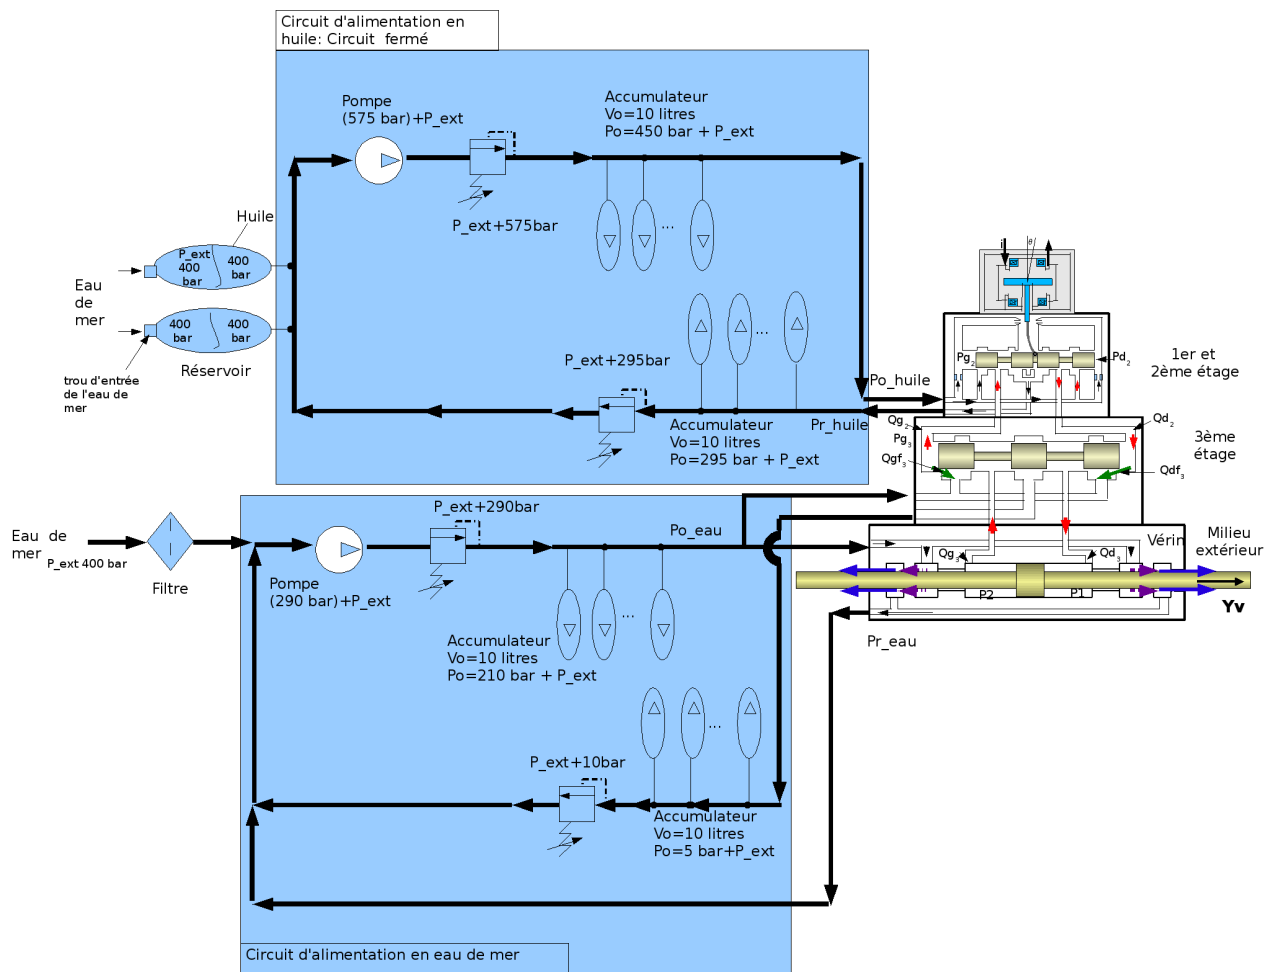 Circuit d'alimentation en
huile: Circuit  fermé
Pompe
(575 bar)+P_ext
Accumulateur
Vo=10 litres
Po=450 bar + P_ext
P_ext+575bar
...
Huile
P_ext
400
bar
400
bar
Eau
de
mer
400
bar
400
bar
Réservoir
trou d'entrée
de l'eau de
mer
P_ext+295bar
...
Accumulateur
Vo=10 litres
Po=295 bar + P_ext
Po_huile
Pr_huile
i
θ
Pg2
Pd2
1er et
2ème étage
Qg2
Qd2
Pg3
Qgf3
Qdf3
3ème
étage
Eau  de
mer
P_ext 400 bar
Filtre
Pompe
(290 bar)+P_ext
P_ext+290bar
Po_eau
Accumulateur
Vo=10 litres
Po=210 bar + P_ext
...
P_ext+10bar
...
Accumulateur
Vo=10 litres
Po=5 bar+P_ext
Qg3
Qd3
Vérin
Milieu
extérieur
P2
P1
Yv
Pr_eau
Circuit d'alimentation en eau de mer